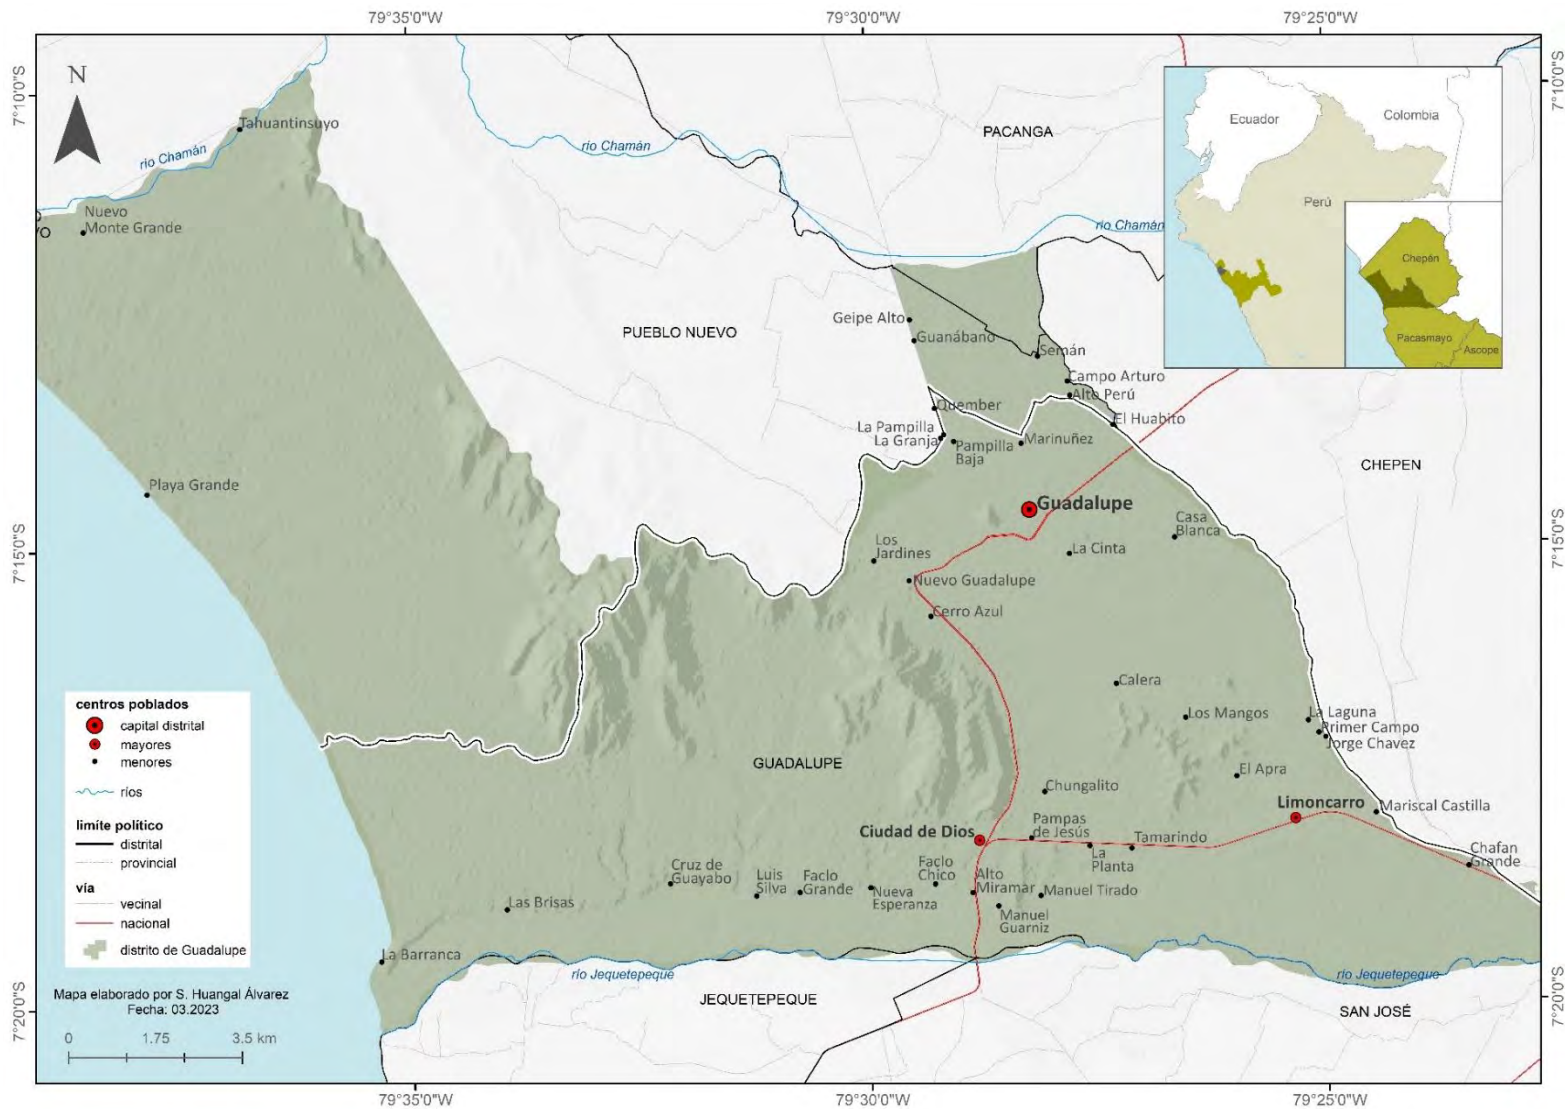 79°35'0"W
79°30'0"W
79°25'0"W
7°10'0"S
7°10'0"S
N
Tahuantinsuyo
río Chamán
Nuevo
Monte Grande
río Chamán
PACANGA
río Chamán
Ecuador
Colombia
Perú
Chepén
Pacasmayo
Ascope
PUEBLO NUEVO
Geipe Alto
Guanábano
Semán
Campo Arturo
Alto Perú
Quember
El Huabito
La Pampilla
La Granja
Pampilla
Baja
Marinuñez
CHEPEN
Playa Grande
Guadalupe
Casa
Blanca
Los
Jardines
La Cinta
7°15'0"S
7°15'0"S
Nuevo Guadalupe
Cerro Azul
Calera
Los Mangos
La Laguna
Primer Campo
Jorge Chavez
GUADALUPE
El Apra
Chungalito
Limoncarro
Mariscal Castilla
Ciudad de Dios
Pampas
de Jesús
La
Planta
Tamarindo
Chafan
Grande
Cruz de
Guayabo
Luis
Silva
Faclo
Grande
Nueva
Esperanza
Faclo
Chico
Alto
Miramar
Manuel Tirado
Manuel
Guarniz
Las Brisas
La Barranca
río Jequetepeque
río Jequetepeque
JEQUETEPEQUE
SAN JOSÉ
centros poblados
capital distrital
mayores
menores
ríos
limíte político
distrital
provincial
vía
vecinal
nacional
distrito de Guadalupe
Mapa elaborado por S. Huangal Álvarez
Fecha: 03.2023
0 1.75 3.5 km
7°20'0"S
7°20'0"S
79°35'0"W
79°30'0"W
79°25'0"W